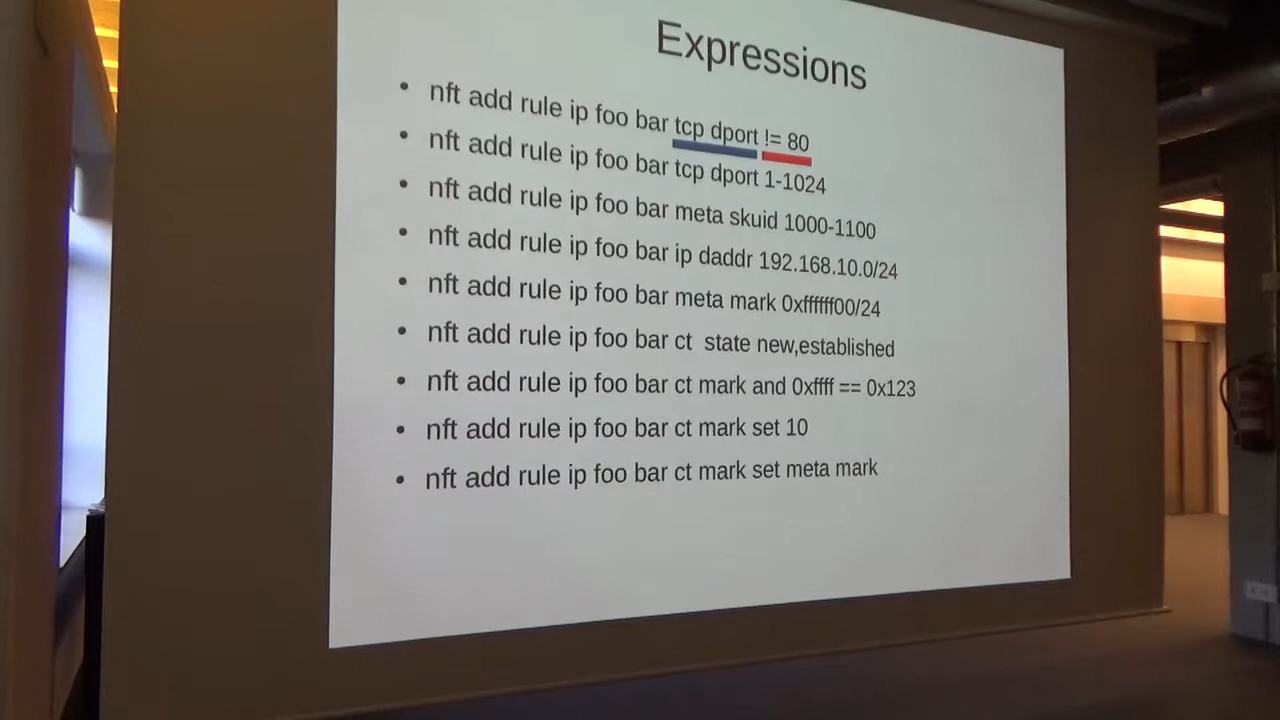 Expressions
• nft add rule ip foo bar tcp dport != 80
• nft add rule ip foo bar tcp dport 1-1024
• nft add rule ip foo bar meta skuid 1000-1100
• nft add rule ip foo bar ip daddr 192.168.10.0/24
• nft add rule ip foo bar meta mark 0xffffff00/24
• nft add rule ip foo bar ct  state new,established
• nft add rule ip foo bar ct mark and 0xffff == 0x123
• nft add rule ip foo bar ct mark set 10
• nft add rule ip foo bar ct mark set meta mark